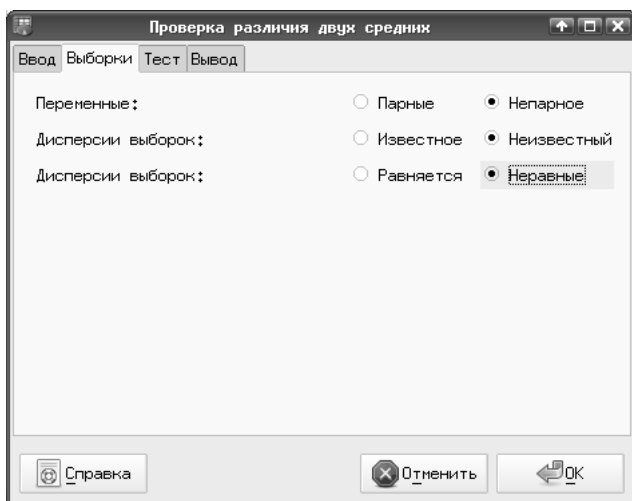 Проверка различия двух средних
Ввод Выборки Тест Вывод
Переменные: Парные Непарное
Дисперсии выборок: Известное Неизвестный
Дисперсии выборок: Равняется Неравные
Справка Отменить OK